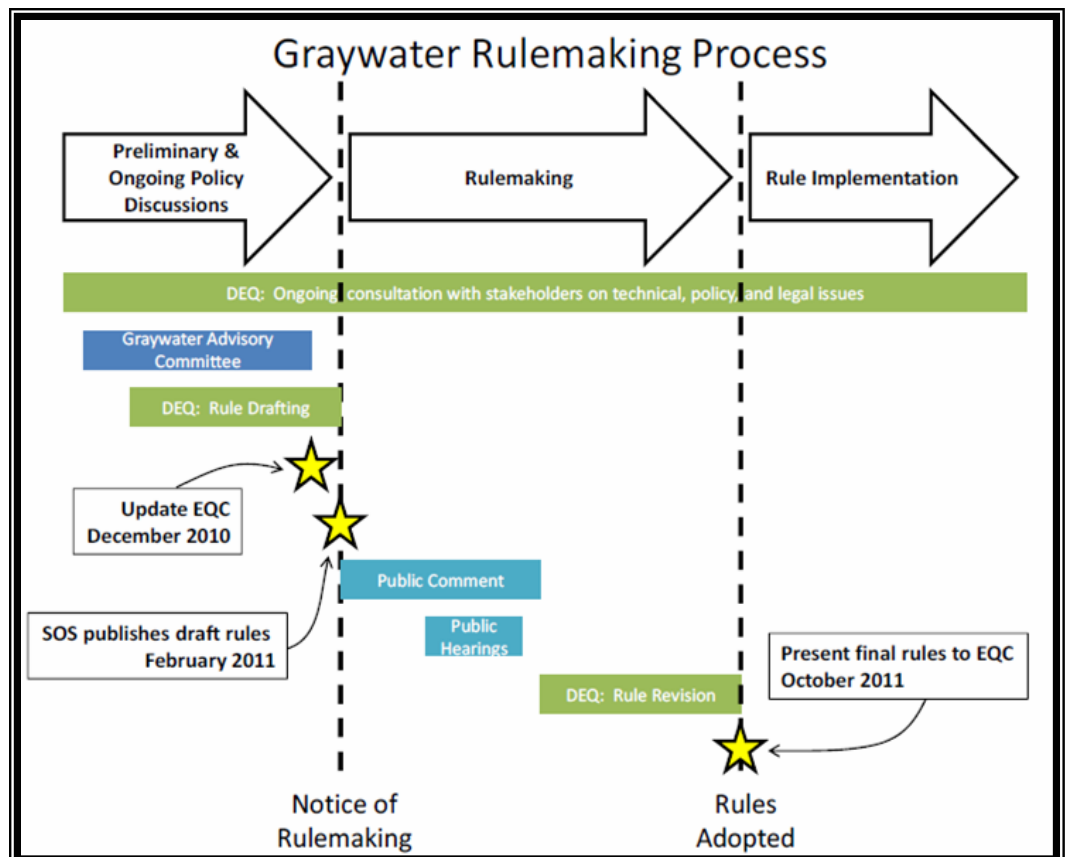 Graywater Rulemaking Process
Preliminary &
Ongoing Policy
Discussions
Rulemaking
Rule Implementation
DEQ: Ongoing consultation with stakeholders on technical, policy, and legal issues
Graywater Advisory
Committee
DEQ: Rule Drafting
Update EQC
December 2010
Public Comment
SOS publishes draft rules
February 2011
Public
Hearings
Present final rules to EQC
October 2011
DEQ: Rule Revision
Notice of
Rulemaking
Rules
Adopted